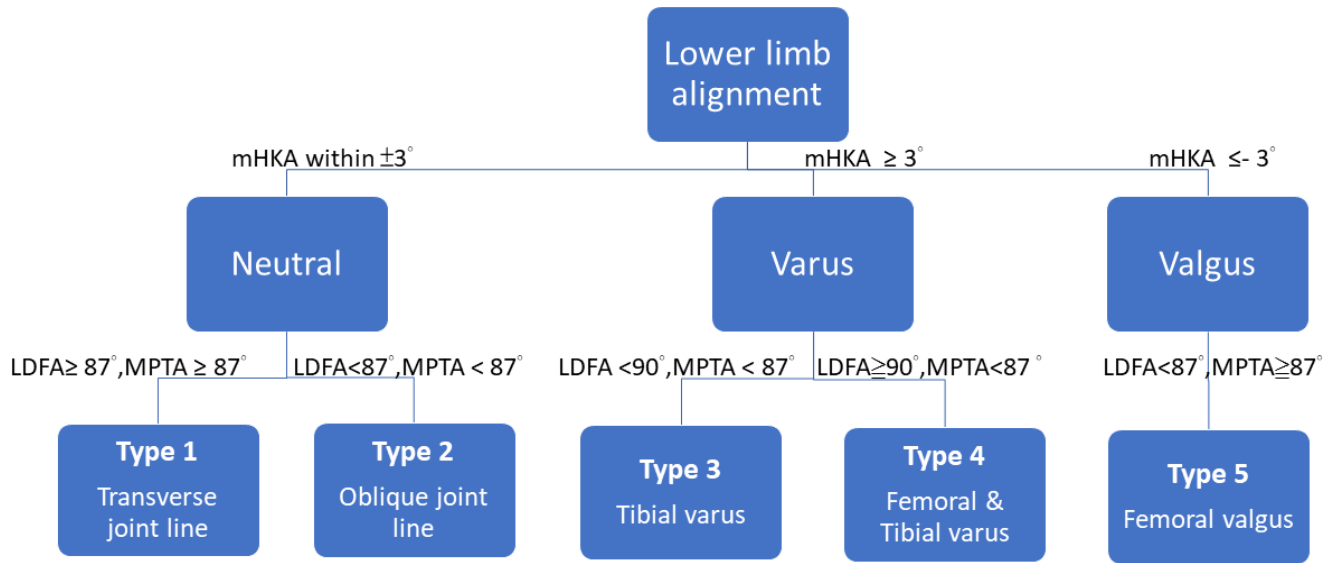 Lower limb
alignment
mHKA within ±3°
mHKA ≥ 3°
mHKA ≤- 3°
Neutral
Varus
Valgus
LDFA≥ 87°,MPTA ≥ 87°
LDFA<87°,MPTA < 87°
LDFA <90°,MPTA < 87°
LDFA≧90°,MPTA<87 °
LDFA<87°,MPTA≧87°
Type 1
Transverse
joint line
Type 2
Oblique joint
line
Type 3
Tibial varus
Type 4
Femoral &
Tibial varus
Type 5
Femoral valgus